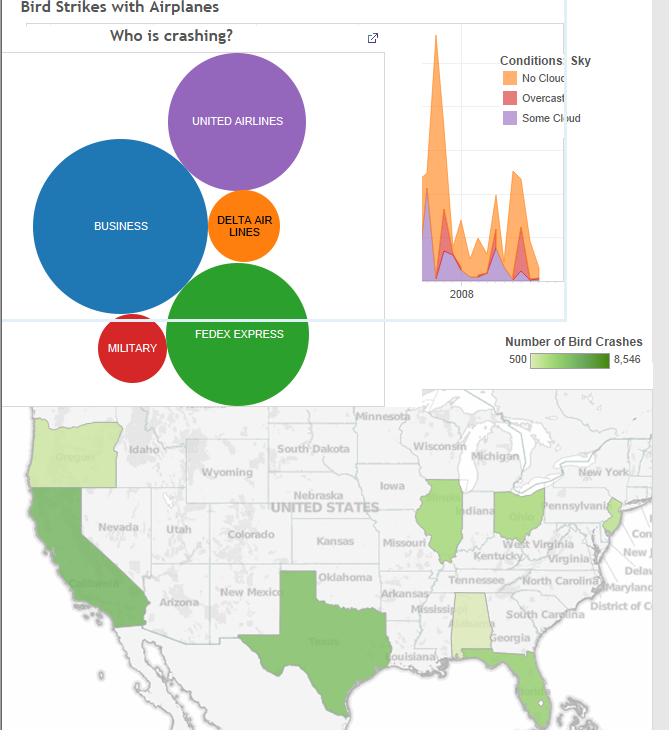 Bird Strikes with Airplanes
Who is crashing?
UNITED AIRLINES
BUSINESS
DELTA AIR
LINES
FEDEX EXPRESS
MILITARY
Conditions: Sky
No Cloud
Overcast
Some Cloud
2008
Number of Bird Crashes
500
8,546
Minnesota
Oregon
Idaho
Wisconsin
South Dakota
Michigan
Wyoming
New York
Iowa
Nebraska
Illinois
Indiana
Ohio
Pennsylvania
UNITED STATES
Nevada
Utah
Colorado
Kansas
Missouri
West Virginia
Kentucky
Virginia
New J
Delaw
California
Arizona
New Mexico
Oklahoma
Arkansas
Tennessee
North Carolina
Maryland
District of C
Mississippi
Alabama
South Carolina
Georgia
Texas
Louisiana
Florida